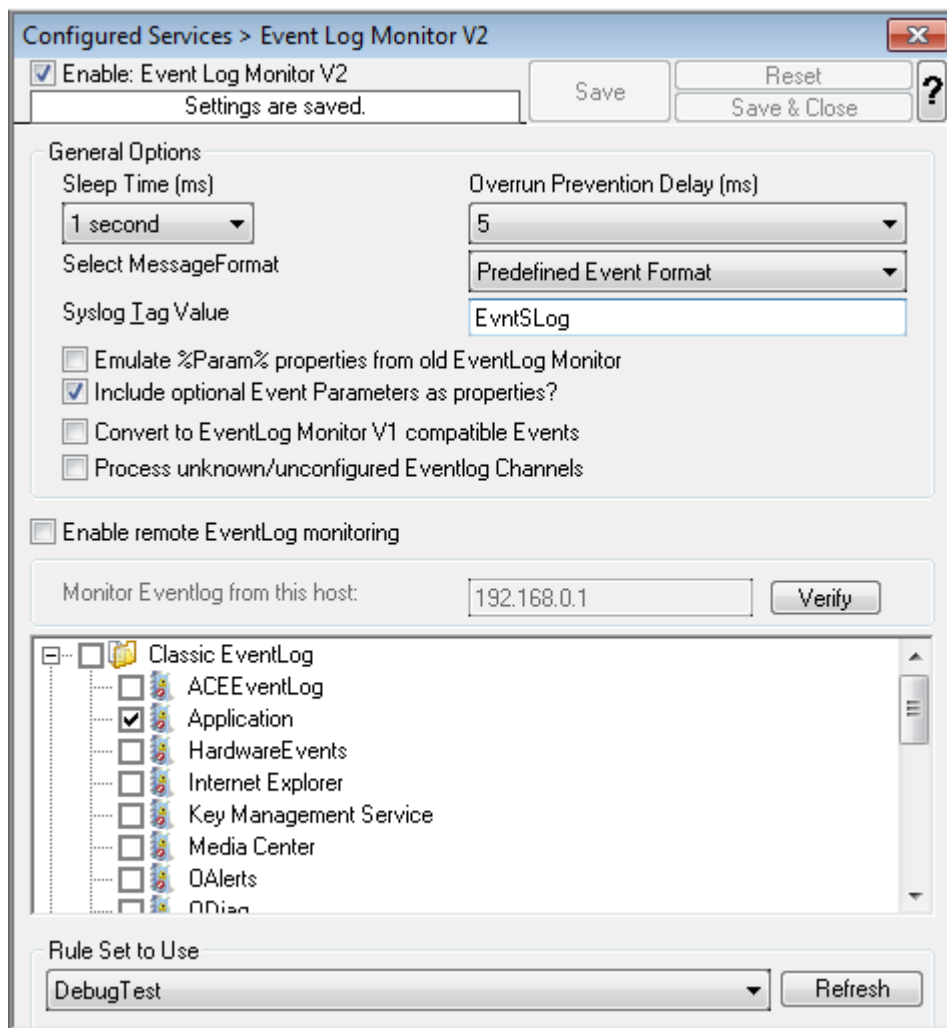 Configured Services > Event Log Monitor V2
Enable: Event Log Monitor V2
Settings are saved.
Save
Reset
Save & Close
?
General Options
Sleep Time (ms)
Overrun Prevention Delay (ms)
1 second
5
Select MessageFormat
Predefined Event Format
Syslog Tag Value
EvntSLog
Emulate %Param% properties from old EventLog Monitor
Include optional Event Parameters as properties?
Convert to EventLog Monitor V1 compatible Events
Process unknown/unconfigured Eventlog Channels
Enable remote EventLog monitoring
Monitor Eventlog from this host:
192.168.0.1
Verify
Classic EventLog
ACEEventLog
Application
HardwareEvents
Internet Explorer
Key Management Service
Media Center
OAlerts
ODiag
Rule Set to Use
DebugTest
Refresh